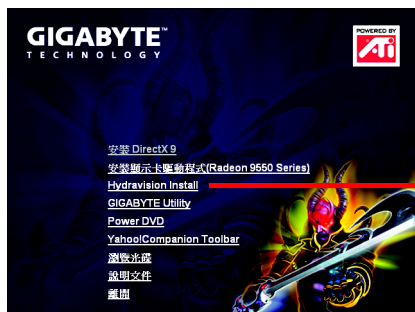 GIGABYTE™
TECHNOLOGY
POWERED BY
ATi
安裝 DirectX 9
安裝顯示卡驅動程式(Radeon 9550 Series)
Hydravision Install
GIGABYTE Utility
Power DVD
Yahoo!Companion Toolbar
瀏覽光碟
說明文件
離開